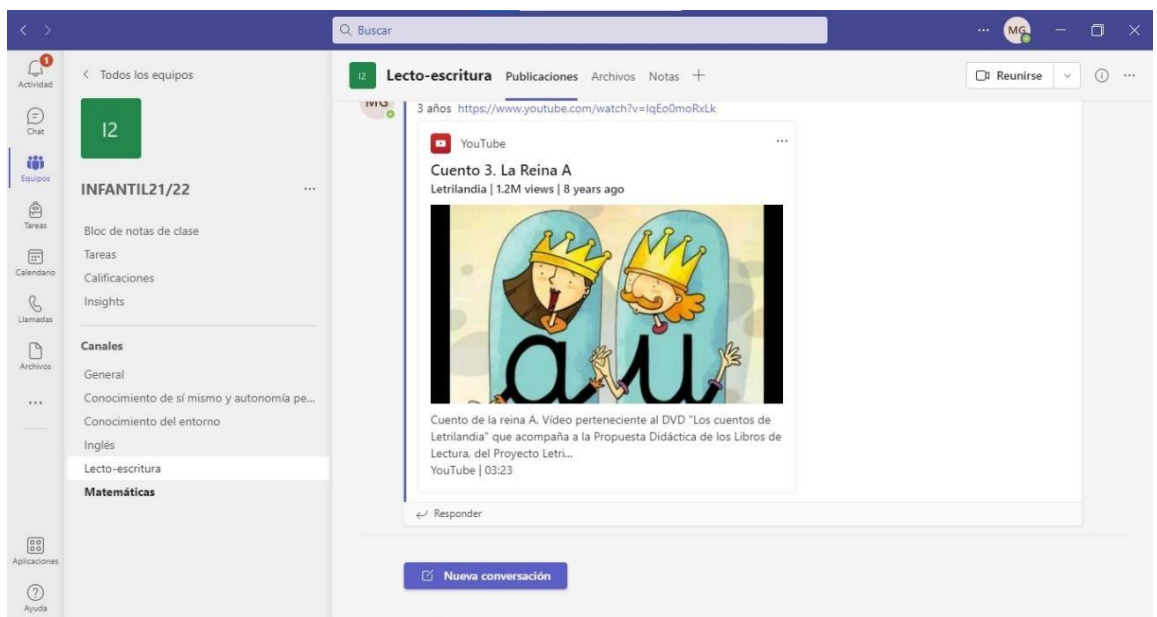 Buscar
MG
1
Actividad
Chat
Equipos
Tareas
Calendario
Llamadas
Archivos
Aplicaciones
Ayuda
Todos los equipos
I2
INFANTIL21/22
Bloc de notas de clase
Tareas
Calificaciones
Insights
Canales
General
Conocimiento de sí mismo y autonomía pe...
Conocimiento del entorno
Inglés
Lecto-escritura
Matemáticas
I2
Lecto-escritura Publicaciones Archivos Notas
Reunirse
MG
3 años https://www.youtube.com/watch?v=IqEo0moRxLk
YouTube
Cuento 3. La Reina A
Letrilandia | 1.2M views | 8 years ago
a u
Cuento de la reina A. Vídeo perteneciente al DVD "Los cuentos de
Letrilandia" que acompaña a la Propuesta Didáctica de los Libros de
Lectura, del Proyecto Letri...
YouTube | 03:23
Responder
Nueva conversación